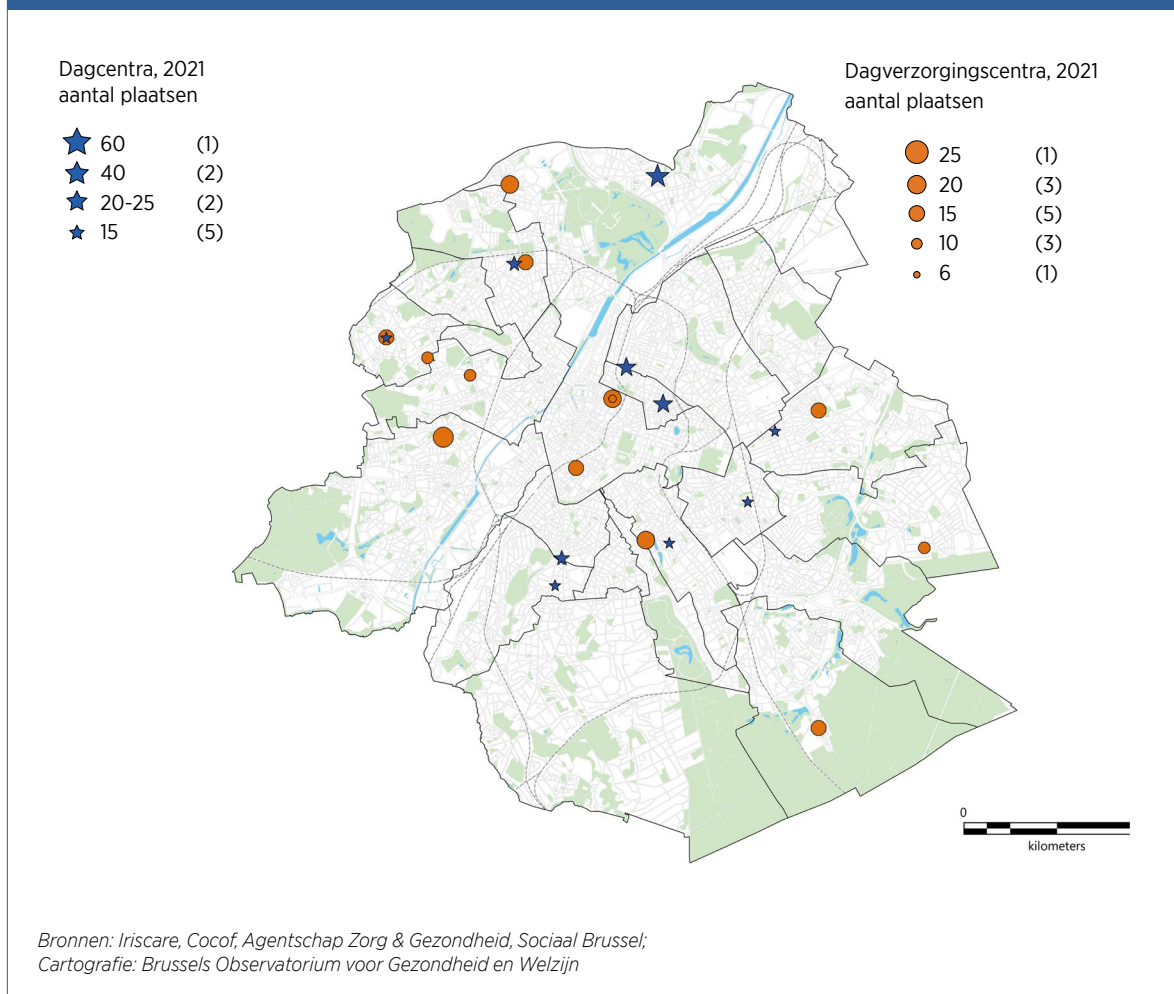 Dagcentra, 2021
aantal plaatsen
60 (1)
40 (2)
20-25 (2)
15 (5)
Dagverzorgingscentra, 2021
aantal plaatsen
25 (1)
20 (3)
15 (5)
10 (3)
6 (1)
0
kilometers
Bronnen: Iriscare, Cocof, Agentschap Zorg & Gezondheid, Sociaal Brussel;
Cartografie: Brussels Observatorium voor Gezondheid en Welzijn